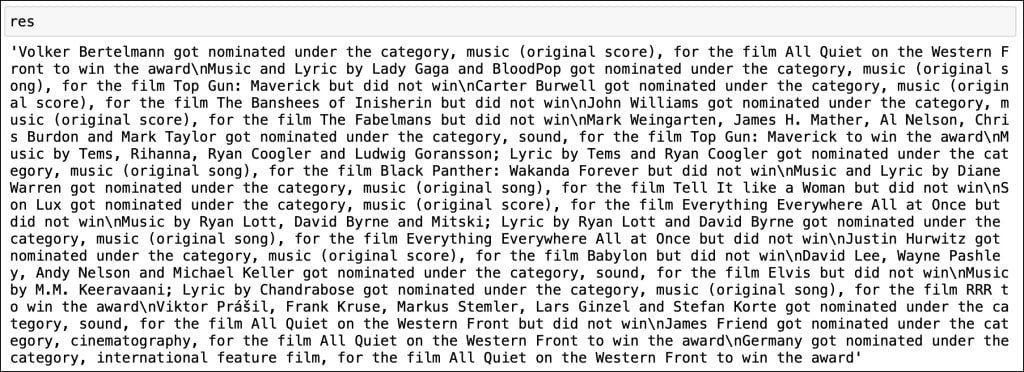 res
'Volker Bertelmann got nominated under the category, music (original score), for the film All Quiet on the Western F
ront to win the award\nMusic and Lyric by Lady Gaga and BloodPop got nominated under the category, music (original s
ong), for the film Top Gun: Maverick but did not win\nCarter Burwell got nominated under the category, music (origin
al score), for the film The Banshees of Inisherin but did not win\nJohn Williams got nominated under the category, m
usic (original score), for the film The Fabelmans but did not win\nMark Weingarten, James H. Mather, Al Nelson, Chri
s Burdon and Mark Taylor got nominated under the category, sound, for the film Top Gun: Maverick to win the award\nM
usic by Tems, Rihanna, Ryan Coogler and Ludwig Goransson; Lyric by Tems and Ryan Coogler got nominated under the cat
egory, music (original song), for the film Black Panther: Wakanda Forever but did not win\nMusic and Lyric by Diane 
Warren got nominated under the category, music (original song), for the film Tell It like a Woman but did not win\nS
on Lux got nominated under the category, music (original score), for the film Everything Everywhere All at Once but 
did not win\nMusic by Ryan Lott, David Byrne and Mitski; Lyric by Ryan Lott and David Byrne got nominated under the 
category, music (original song), for the film Everything Everywhere All at Once but did not win\nJustin Hurwitz got 
nominated under the category, music (original score), for the film Babylon but did not win\nDavid Lee, Wayne Pashle
y, Andy Nelson and Michael Keller got nominated under the category, sound, for the film Elvis but did not win\nMusic 
by M.M. Keeravaani; Lyric by Chandrabose got nominated under the category, music (original song), for the film RRR t
o win the award\nViktor Prášil, Frank Kruse, Markus Stemler, Lars Ginzel and Stefan Korte got nominated under the ca
tegory, sound, for the film All Quiet on the Western Front but did not win\nJames Friend got nominated under the cat
egory, cinematography, for the film All Quiet on the Western Front to win the award\nGermany got nominated under the 
category, international feature film, for the film All Quiet on the Western Front to win the award'